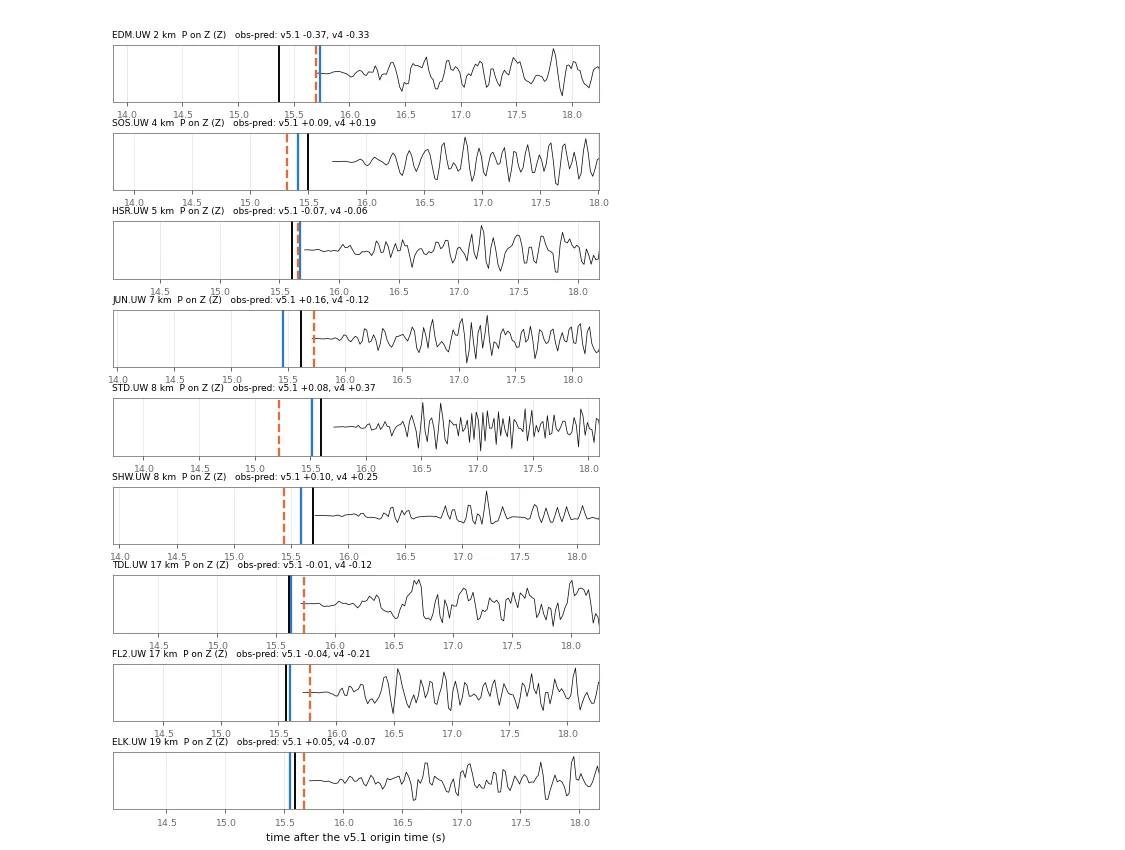 EDM.UW 2 km P on Z (Z) obs-pred: v5.1 -0.37, v4 -0.33
14.0 14.5 15.0 15.5 16.0 16.5 17.0 17.5 18.0
SOS.UW 4 km P on Z (Z) obs-pred: v5.1 +0.09, v4 +0.19
14.0 14.5 15.0 15.5 16.0 16.5 17.0 17.5 18.0
HSR.UW 5 km P on Z (Z) obs-pred: v5.1 -0.07, v4 -0.06
14.5 15.0 15.5 16.0 16.5 17.0 17.5 18.0
JUN.UW 7 km P on Z (Z) obs-pred: v5.1 +0.16, v4 -0.12
14.0 14.5 15.0 15.5 16.0 16.5 17.0 17.5 18.0
STD.UW 8 km P on Z (Z) obs-pred: v5.1 +0.08, v4 +0.37
14.0 14.5 15.0 15.5 16.0 16.5 17.0 17.5 18.0
SHW.UW 8 km P on Z (Z) obs-pred: v5.1 +0.10, v4 +0.25
14.0 14.5 15.0 15.5 16.0 16.5 17.0 17.5 18.0
TDL.UW 17 km P on Z (Z) obs-pred: v5.1 -0.01, v4 -0.12
14.5 15.0 15.5 16.0 16.5 17.0 17.5 18.0
FL2.UW 17 km P on Z (Z) obs-pred: v5.1 -0.04, v4 -0.21
14.5 15.0 15.5 16.0 16.5 17.0 17.5 18.0
ELK.UW 19 km P on Z (Z) obs-pred: v5.1 +0.05, v4 -0.07
14.5 15.0 15.5 16.0 16.5 17.0 17.5 18.0
time after the v5.1 origin time (s)